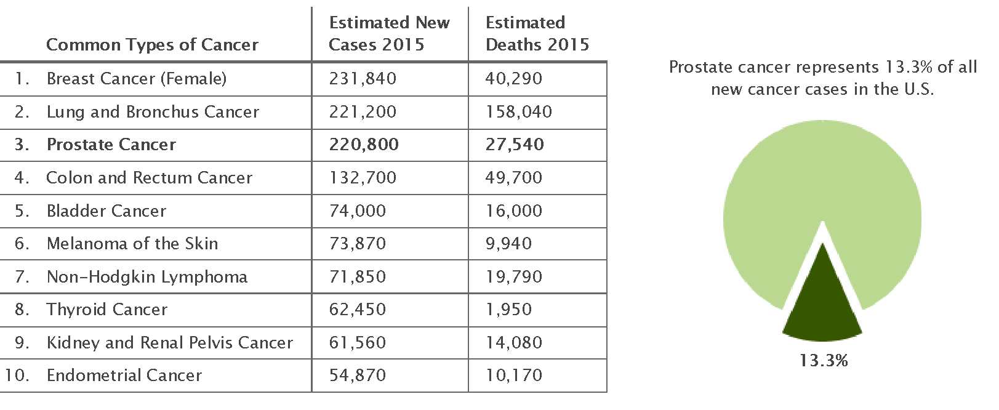 Common Types of Cancer Estimated New Cases 2015 Estimated Deaths 2015
1. Breast Cancer (Female) 231,840 40,290
2. Lung and Bronchus Cancer 221,200 158,040
3. Prostate Cancer 220,800 27,540
4. Colon and Rectum Cancer 132,700 49,700
5. Bladder Cancer 74,000 16,000
6. Melanoma of the Skin 73,870 9,940
7. Non-Hodgkin Lymphoma 71,850 19,790
8. Thyroid Cancer 62,450 1,950
9. Kidney and Renal Pelvis Cancer 61,560 14,080
10. Endometrial Cancer 54,870 10,170
Prostate cancer represents 13.3% of all
new cancer cases in the U.S.
13.3%